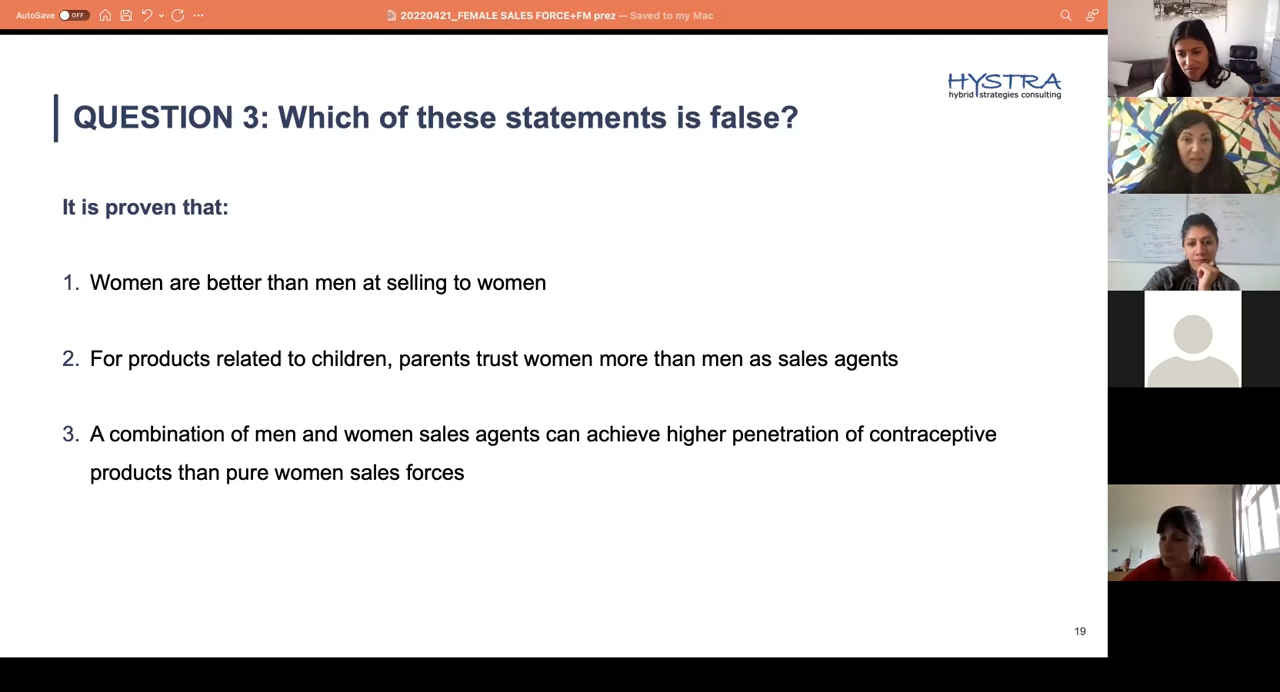 AutoSave OFF 20220421_FEMALE SALES FORCE+FM prez — Saved to my Mac
HYSTRA
hybrid strategies consulting
QUESTION 3: Which of these statements is false?
It is proven that:
1. Women are better than men at selling to women
2. For products related to children, parents trust women more than men as sales agents
3. A combination of men and women sales agents can achieve higher penetration of contraceptive
products than pure women sales forces
19